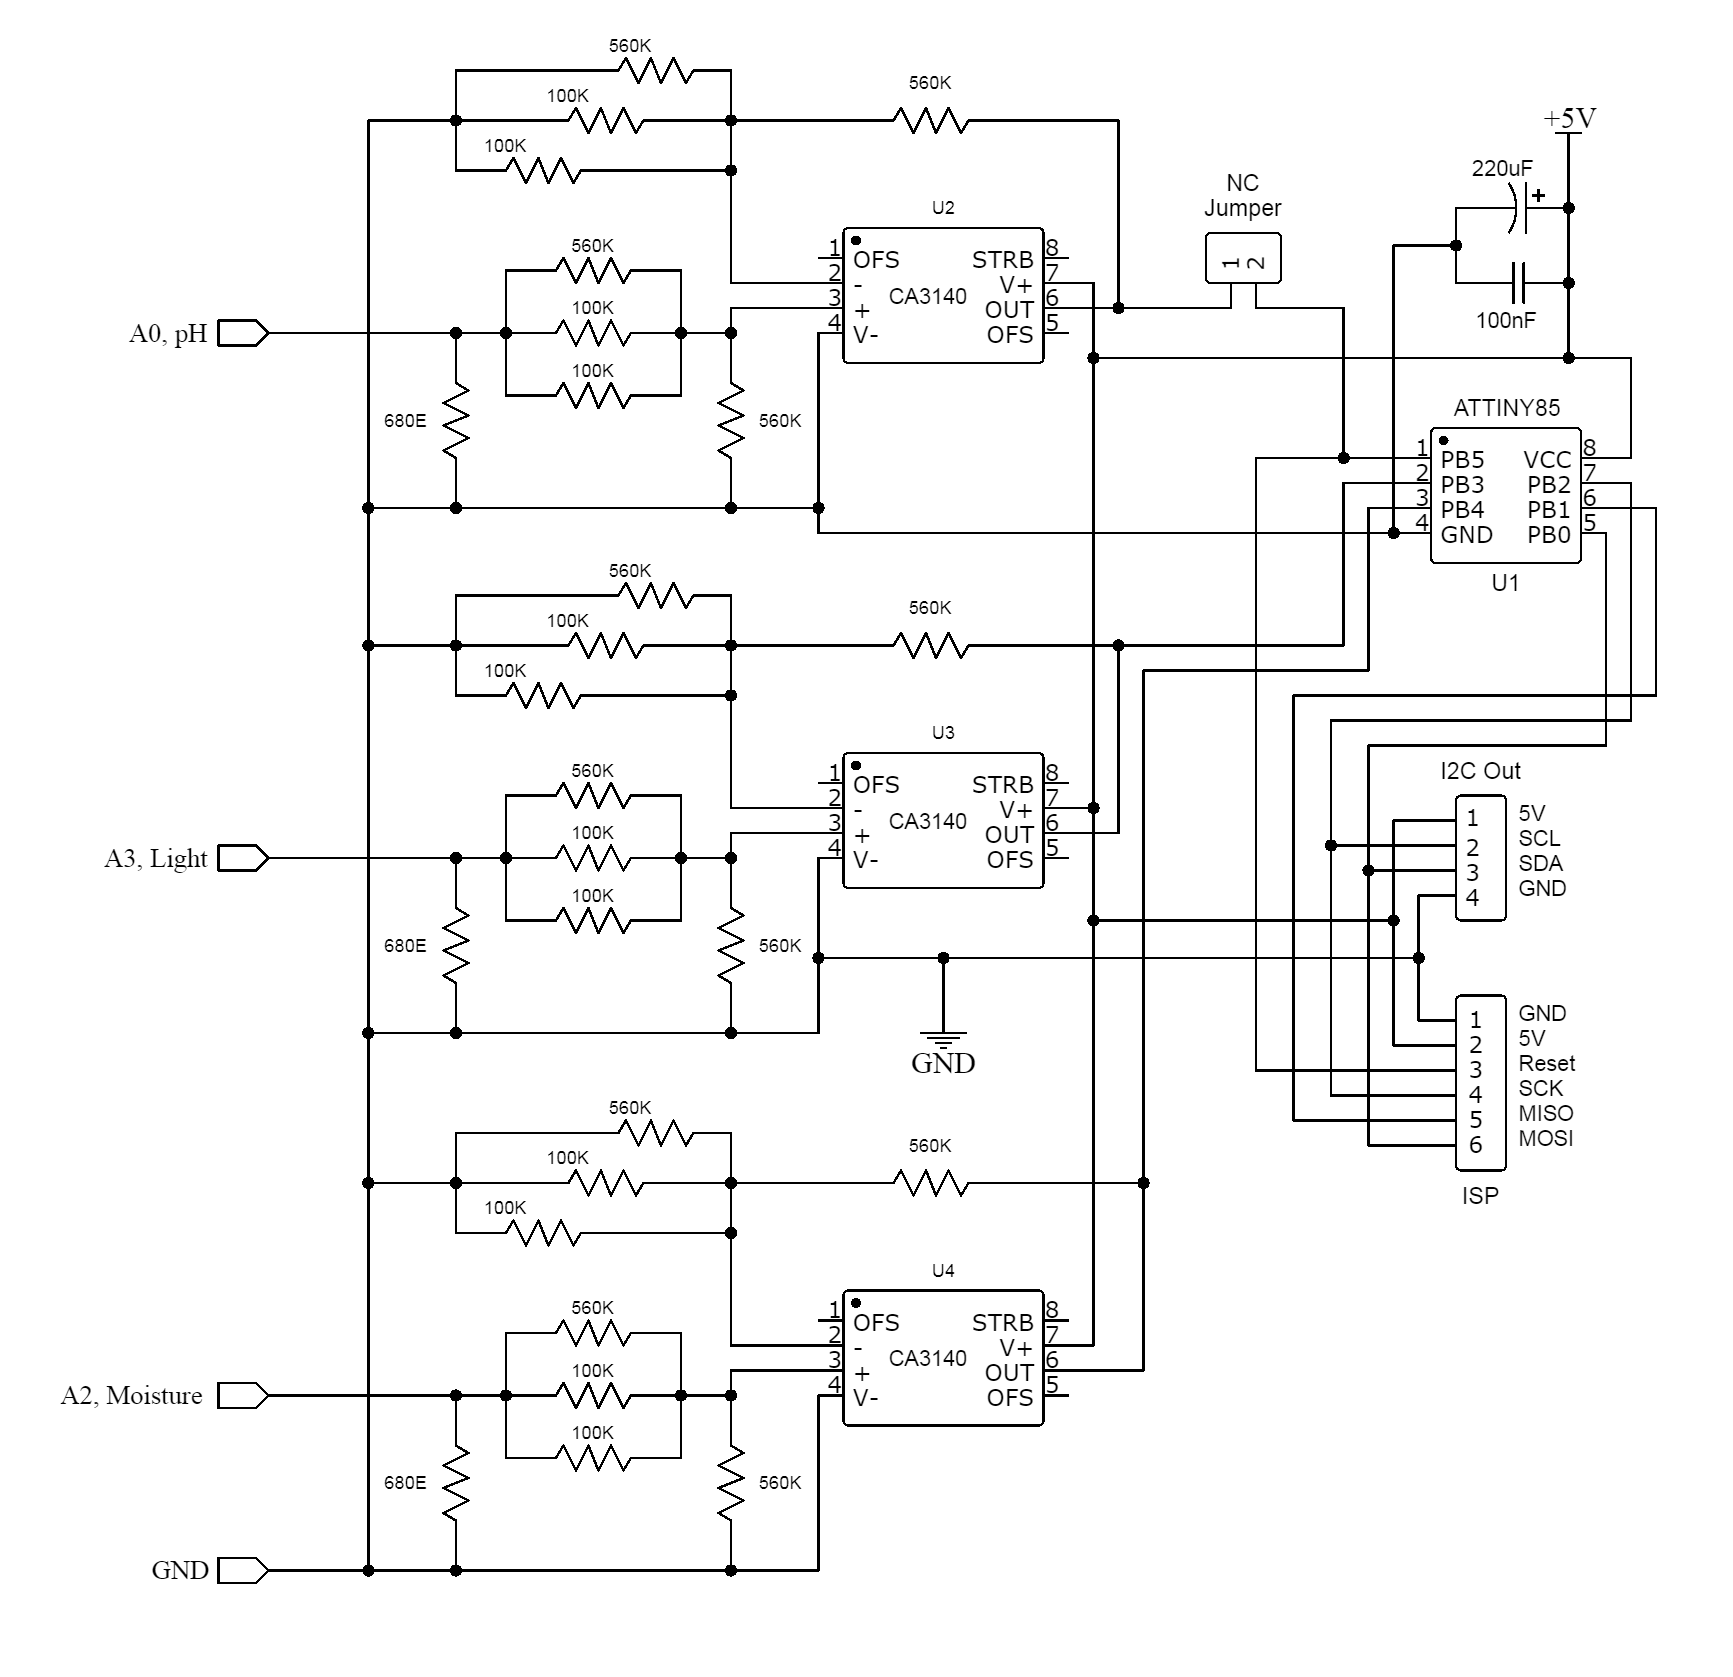 560K
100K
100K
560K
+5V
220uF
100nF
NC
Jumper
1 2
U2
1 OFS
2 -
3 +
4 V-
CA3140
STRB 8
V+ 7
OUT 6
OFS 5
560K
100K
100K
A0, pH
680E
560K
ATTINY85
1 PB5
2 PB3
3 PB4
4 GND
VCC 8
PB2 7
PB1 6
PB0 5
U1
560K
100K
100K
560K
U3
1 OFS
2 -
3 +
4 V-
CA3140
STRB 8
V+ 7
OUT 6
OFS 5
560K
100K
100K
A3, Light
680E
560K
GND
I2C Out
1 5V
2 SCL
3 SDA
4 GND
1 GND
2 5V
3 Reset
4 SCK
5 MISO
6 MOSI
ISP
560K
100K
100K
560K
U4
1 OFS
2 -
3 +
4 V-
CA3140
STRB 8
V+ 7
OUT 6
OFS 5
560K
100K
100K
A2, Moisture
680E
560K
GND